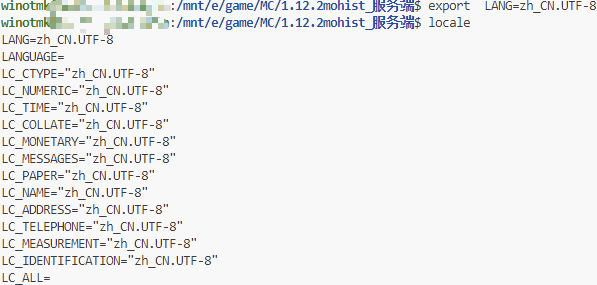 winotmk:/mnt/e/game/MC/1.12.2mohist_服务端$ export  LANG=zh_CN.UTF-8
winotmk:/mnt/e/game/MC/1.12.2mohist_服务端$ locale
LANG=zh_CN.UTF-8
LANGUAGE=
LC_CTYPE="zh_CN.UTF-8"
LC_NUMERIC="zh_CN.UTF-8"
LC_TIME="zh_CN.UTF-8"
LC_COLLATE="zh_CN.UTF-8"
LC_MONETARY="zh_CN.UTF-8"
LC_MESSAGES="zh_CN.UTF-8"
LC_PAPER="zh_CN.UTF-8"
LC_NAME="zh_CN.UTF-8"
LC_ADDRESS="zh_CN.UTF-8"
LC_TELEPHONE="zh_CN.UTF-8"
LC_MEASUREMENT="zh_CN.UTF-8"
LC_IDENTIFICATION="zh_CN.UTF-8"
LC_ALL=